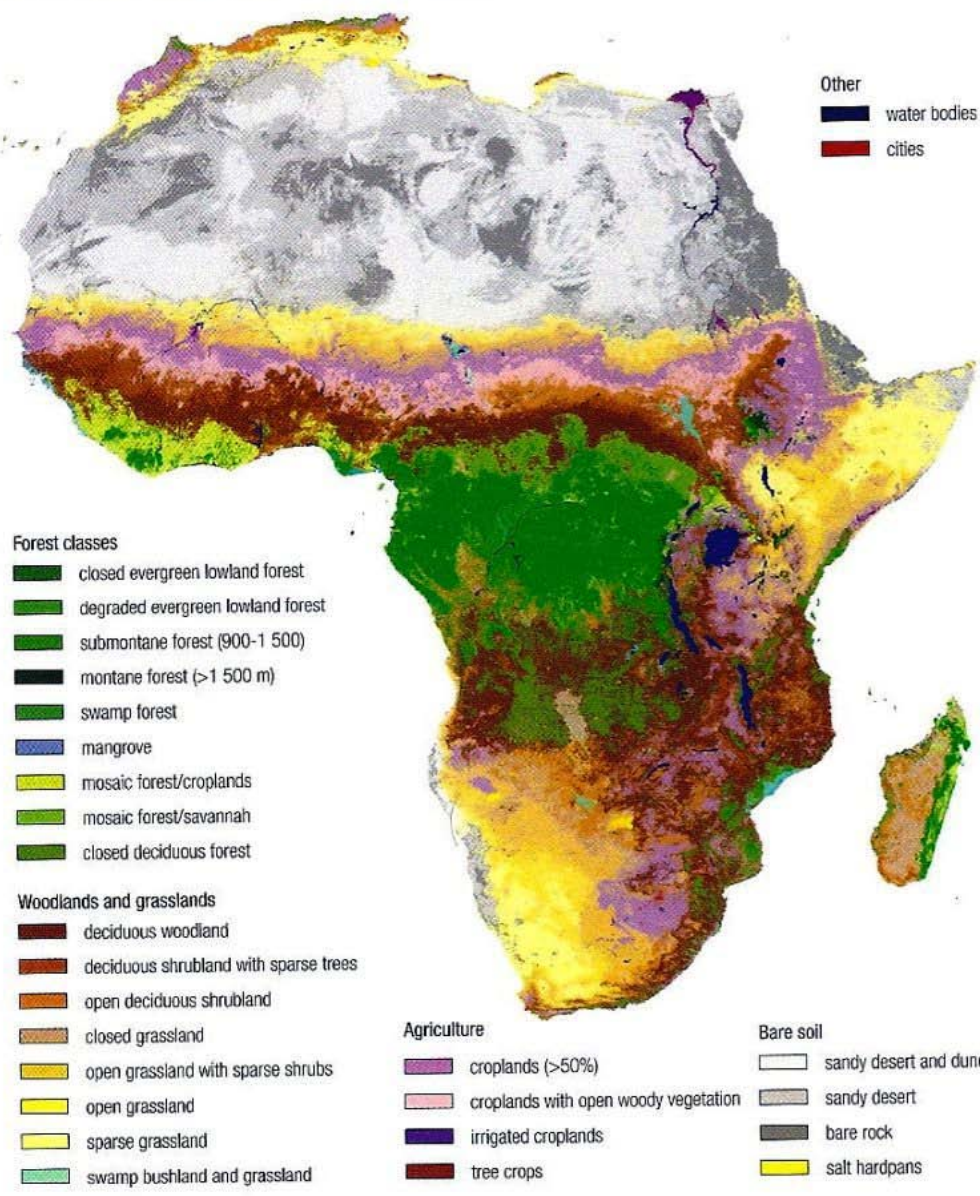 Other
water bodies
cities
Forest classes
closed evergreen lowland forest
degraded evergreen lowland forest
submontane forest (900-1 500)
montane forest (>1 500 m)
swamp forest
mangrove
mosaic forest/croplands
mosaic forest/savannah
closed deciduous forest
Woodlands and grasslands
deciduous woodland
deciduous shrubland with sparse trees
open deciduous shrubland
closed grassland
open grassland with sparse shrubs
open grassland
sparse grassland
swamp bushland and grassland
Agriculture
croplands (>50%)
croplands with open woody vegetation
irrigated croplands
tree crops
Bare soil
sandy desert and dun
sandy desert
bare rock
salt hardpans